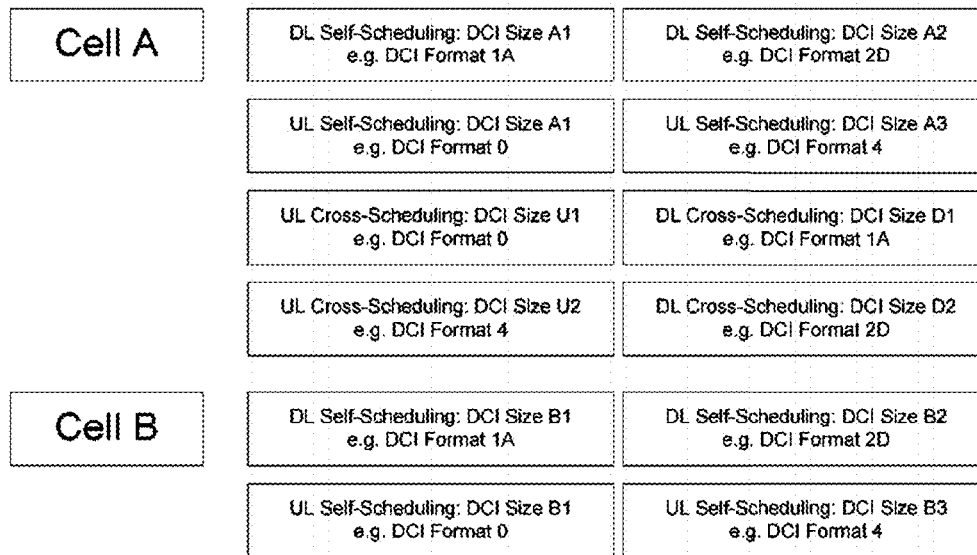 Cell A
DL Self-Scheduling: DCI Size A1
e.g. DCI Format 1A
DL Self-Scheduling: DCI Size A2
e.g. DCI Format 2D
UL Self-Scheduling: DCI Size A1
e.g. DCI Format 0
UL Self-Scheduling: DCI Size A3
e.g. DCI Format 4
UL Cross-Scheduling: DCI Size U1
e.g. DCI Format 0
DL Cross-Scheduling: DCI Size D1
e.g. DCI Format 1A
UL Cross-Scheduling: DCI Size U2
e.g. DCI Format 4
DL Cross-Scheduling: DCI Size D2
e.g. DCI Format 2D
Cell B
DL Self-Scheduling: DCI Size B1
e.g. DCI Format 1A
DL Self-Scheduling: DCI Size B2
e.g. DCI Format 2D
UL Self-Scheduling: DCI Size B1
e.g. DCI Format 0
UL Self-Scheduling: DCI Size B3
e.g. DCI Format 4